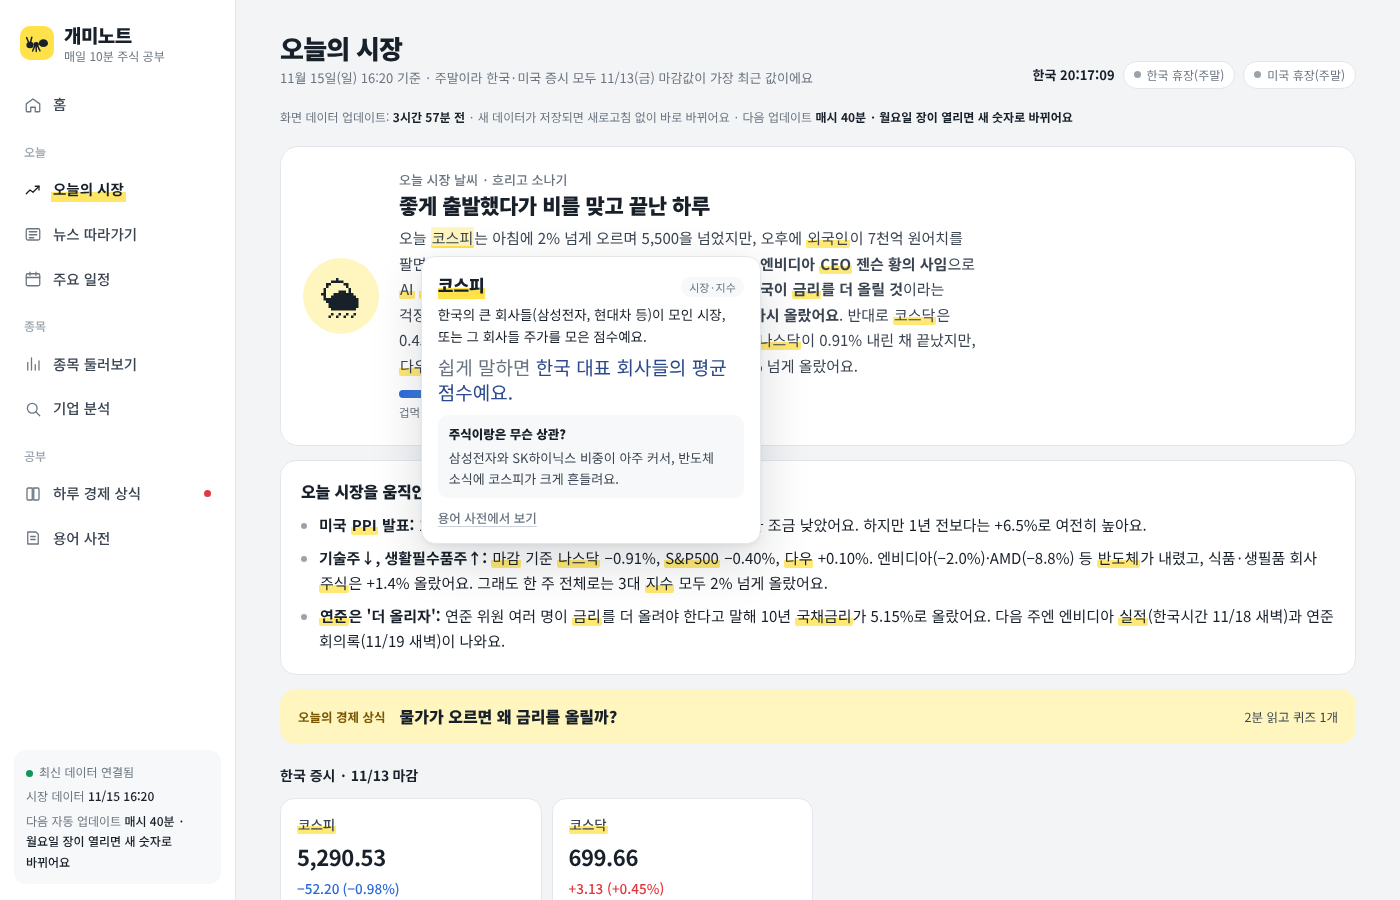 개미노트
매일 10분 주식 공부
홈
오늘
오늘의 시장
뉴스 따라가기
주요 일정
종목
종목 둘러보기
기업 분석
공부
하루 경제 상식
용어 사전
최신 데이터 연결됨
시장 데이터 11/15 16:20
다음 자동 업데이트 매시 40분 ·
월요일 장이 열리면 새 숫자로
바뀌어요
오늘의 시장
11월 15일(일) 16:20 기준 · 주말이라 한국·미국 증시 모두 11/13(금) 마감값이 가장 최근 값이에요
한국 20:17:09
한국 휴장(주말)
미국 휴장(주말)
화면 데이터 업데이트: 3시간 57분 전 · 새 데이터가 저장되면 새로고침 없이 바로 바뀌어요 · 다음 업데이트 매시 40분 · 월요일 장이 열리면 새 숫자로 바뀌어요
오늘 시장 날씨 · 흐리고 소나기
좋게 출발했다가 비를 맞고 끝난 하루
오늘 코스피는 아침에 2% 넘게 오르며 5,500을 넘었지만, 오후에 외국인이 7천억 원어치를
팔면 엔비디아 CEO 젠슨 황의 사임으로
AI 국이 금리를 더 올릴 것이라는
걱정 다시 올랐어요. 반대로 코스닥은
0.4 나스닥이 0.91% 내린 채 끝났지만,
다우 넘게 올랐어요.
겁먹
코스피
시장·지수
한국의 큰 회사들(삼성전자, 현대차 등)이 모인 시장,
또는 그 회사들 주가를 모은 점수예요.
쉽게 말하면 한국 대표 회사들의 평균
점수예요.
주식이랑은 무슨 상관?
삼성전자와 SK하이닉스 비중이 아주 커서, 반도체
소식에 코스피가 크게 흔들려요.
용어 사전에서 보기
오늘 시장을 움직인
미국 PPI 발표: 조금 낮았어요. 하지만 1년 전보다는 +6.5%로 여전히 높아요.
기술주↓, 생활필수품주↑: 마감 기준 나스닥 −0.91%, S&P500 −0.40%, 다우 +0.10%. 엔비디아(−2.0%)·AMD(−8.8%) 등 반도체가 내렸고, 식품·생필품 회사
주식은 +1.4% 올랐어요. 그래도 한 주 전체로는 3대 지수 모두 2% 넘게 올랐어요.
연준은 '더 올리자': 연준 위원 여러 명이 금리를 더 올려야 한다고 말해 10년 국채금리가 5.15%로 올랐어요. 다음 주엔 엔비디아 실적(한국시간 11/18 새벽)과 연준
회의록(11/19 새벽)이 나와요.
오늘의 경제 상식 물가가 오르면 왜 금리를 올릴까?
2분 읽고 퀴즈 1개
한국 증시 · 11/13 마감
코스피
5,290.53
−52.20 (−0.98%)
코스닥
699.66
+3.13 (+0.45%)